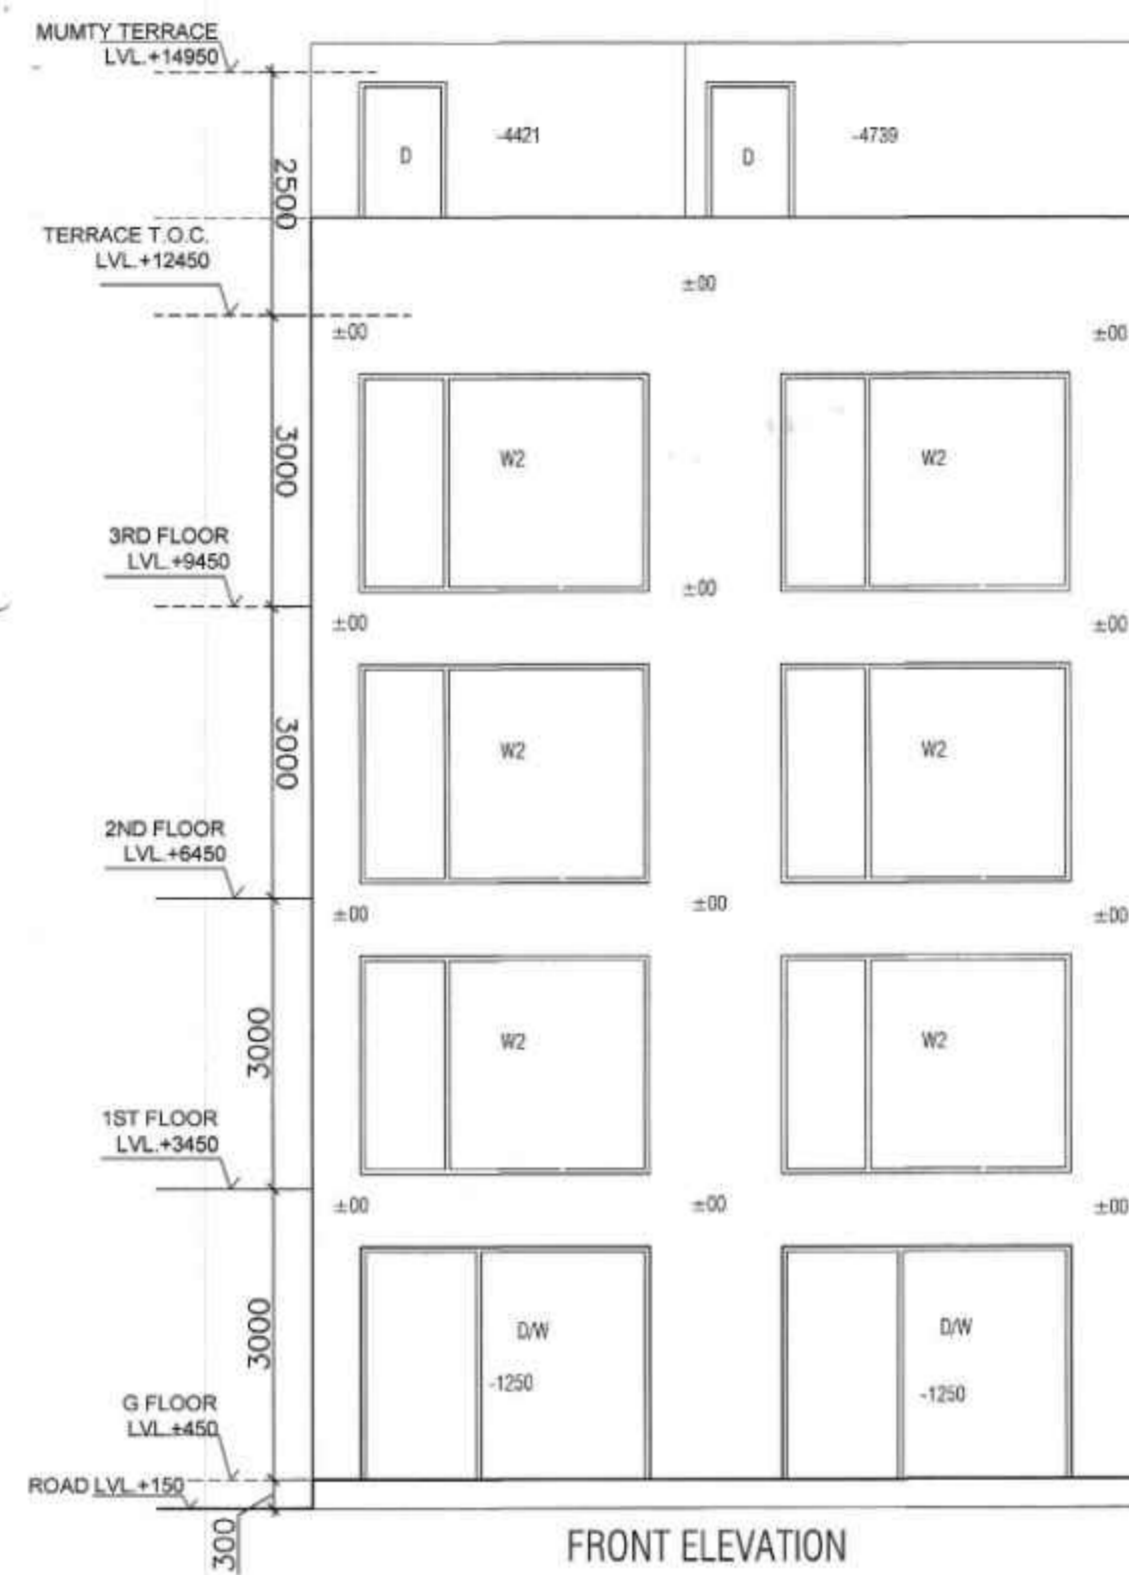 MUMTY TERRACE
LVL.+14950
D
-4421
D
-4739
2500
TERRACE T.O.C.
LVL.+12450
±00
±00
±00
3000
W2
W2
3RD FLOOR
LVL.+9450
±00
±00
±00
3000
W2
W2
2ND FLOOR
LVL.+6450
±00
±00
±00
3000
W2
W2
1ST FLOOR
LVL.+3450
±00
±00
±00
3000
D/W
D/W
-1250
-1250
G FLOOR
LVL.+450
ROAD LVL.+150
300
FRONT ELEVATION